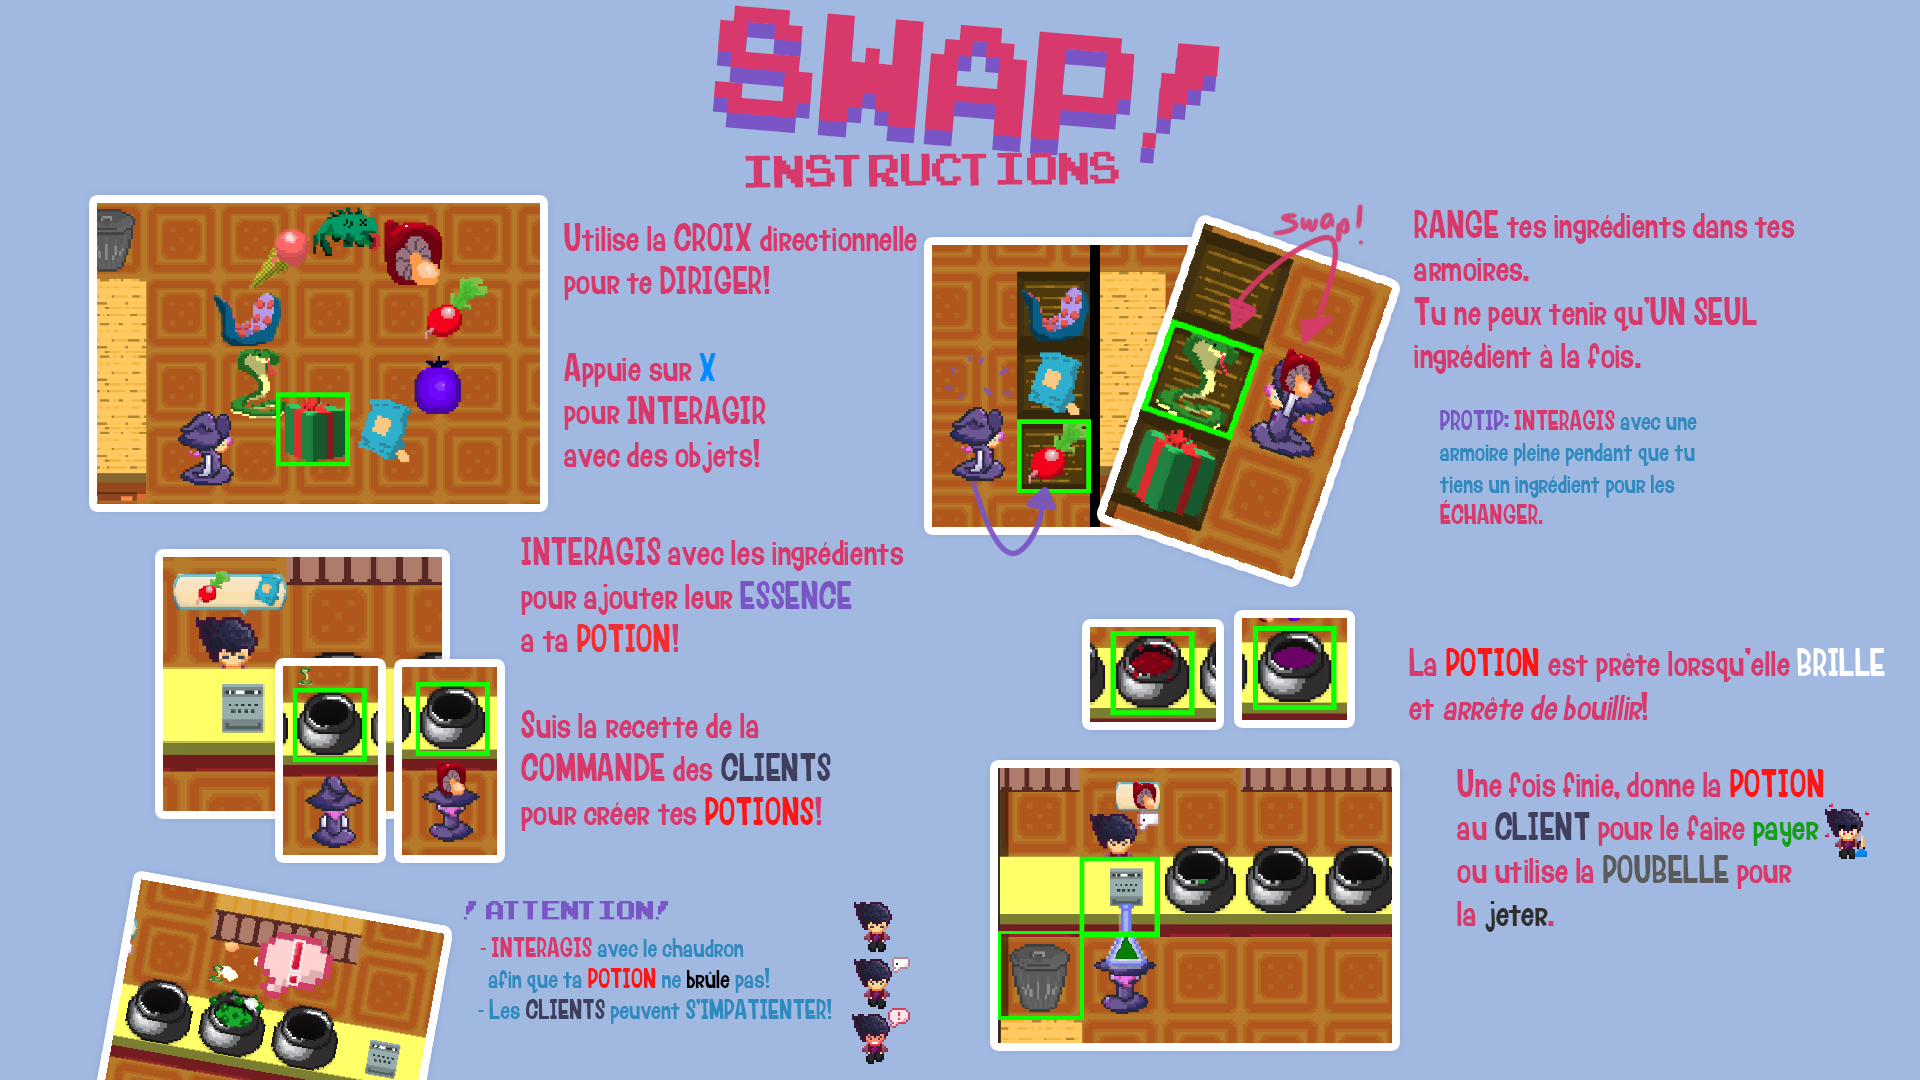 SWAP!
INSTRUCTIONS
Utilise la CROIX directionnelle
pour te DIRIGER!
Appuie sur X
pour INTERAGIR
avec des objets!
swap!
RANGE tes ingrédients dans tes
armoires.
Tu ne peux tenir qu'UN SEUL
ingrédient à la fois.
PROTIP: INTERAGIS avec une
armoire pleine pendant que tu
tiens un ingrédient pour les
ÉCHANGER.
INTERAGIS avec les ingrédients
pour ajouter leur ESSENCE
a ta POTION!
Suis la recette de la
COMMANDE des CLIENTS
pour créer tes POTIONS!
La POTION est prête lorsqu'elle BRILLE
et arrête de bouillir!
Une fois finie, donne la POTION
au CLIENT pour le faire payer
ou utilise la POUBELLE pour
la jeter.
! ATTENTION!
- INTERAGIS avec le chaudron
afin que ta POTION ne brûle pas!
- Les CLIENTS peuvent S'IMPATIENTER!